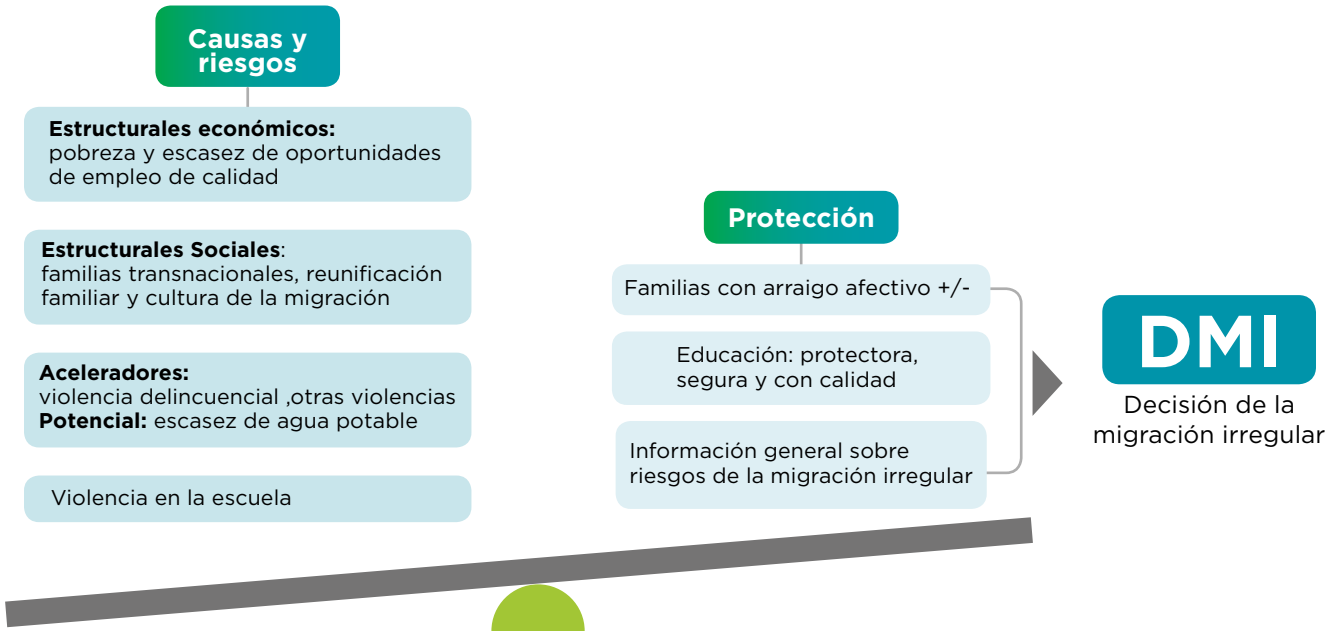 Causas y
riesgos
Estructurales económicos:
pobreza y escasez de oportunidades
de empleo de calidad
Estructurales Sociales:
familias transnacionales, reunificación
familiar y cultura de la migración
Aceleradores:
violencia delincuencial ,otras violencias
Potencial: escasez de agua potable
Violencia en la escuela
Protección
Familias con arraigo afectivo +/-
Educación: protectora,
segura y con calidad
Información general sobre
riesgos de la migración irregular
DMI
Decisión de la
migración irregular